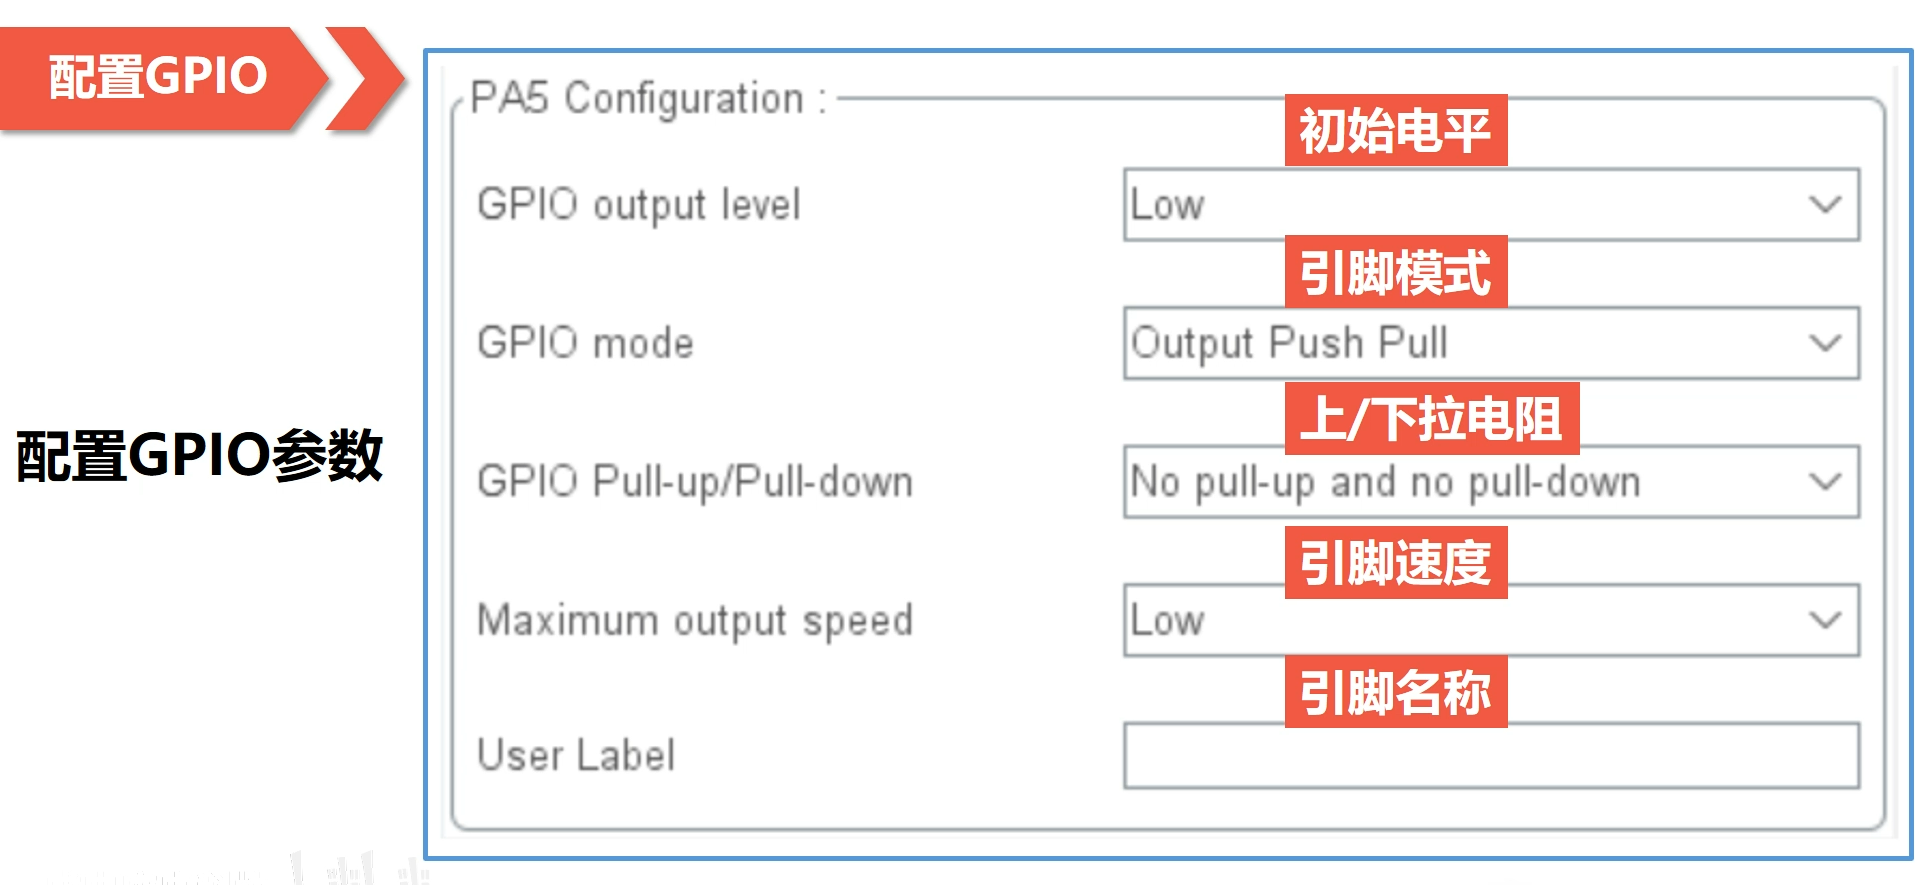 配置GPIO
PA5 Configuration :
初始电平
GPIO output level
Low
引脚模式
GPIO mode
Output Push Pull
上/下拉电阻
配置GPIO参数
GPIO Pull-up/Pull-down
No pull-up and no pull-down
引脚速度
Maximum output speed
Low
引脚名称
User Label